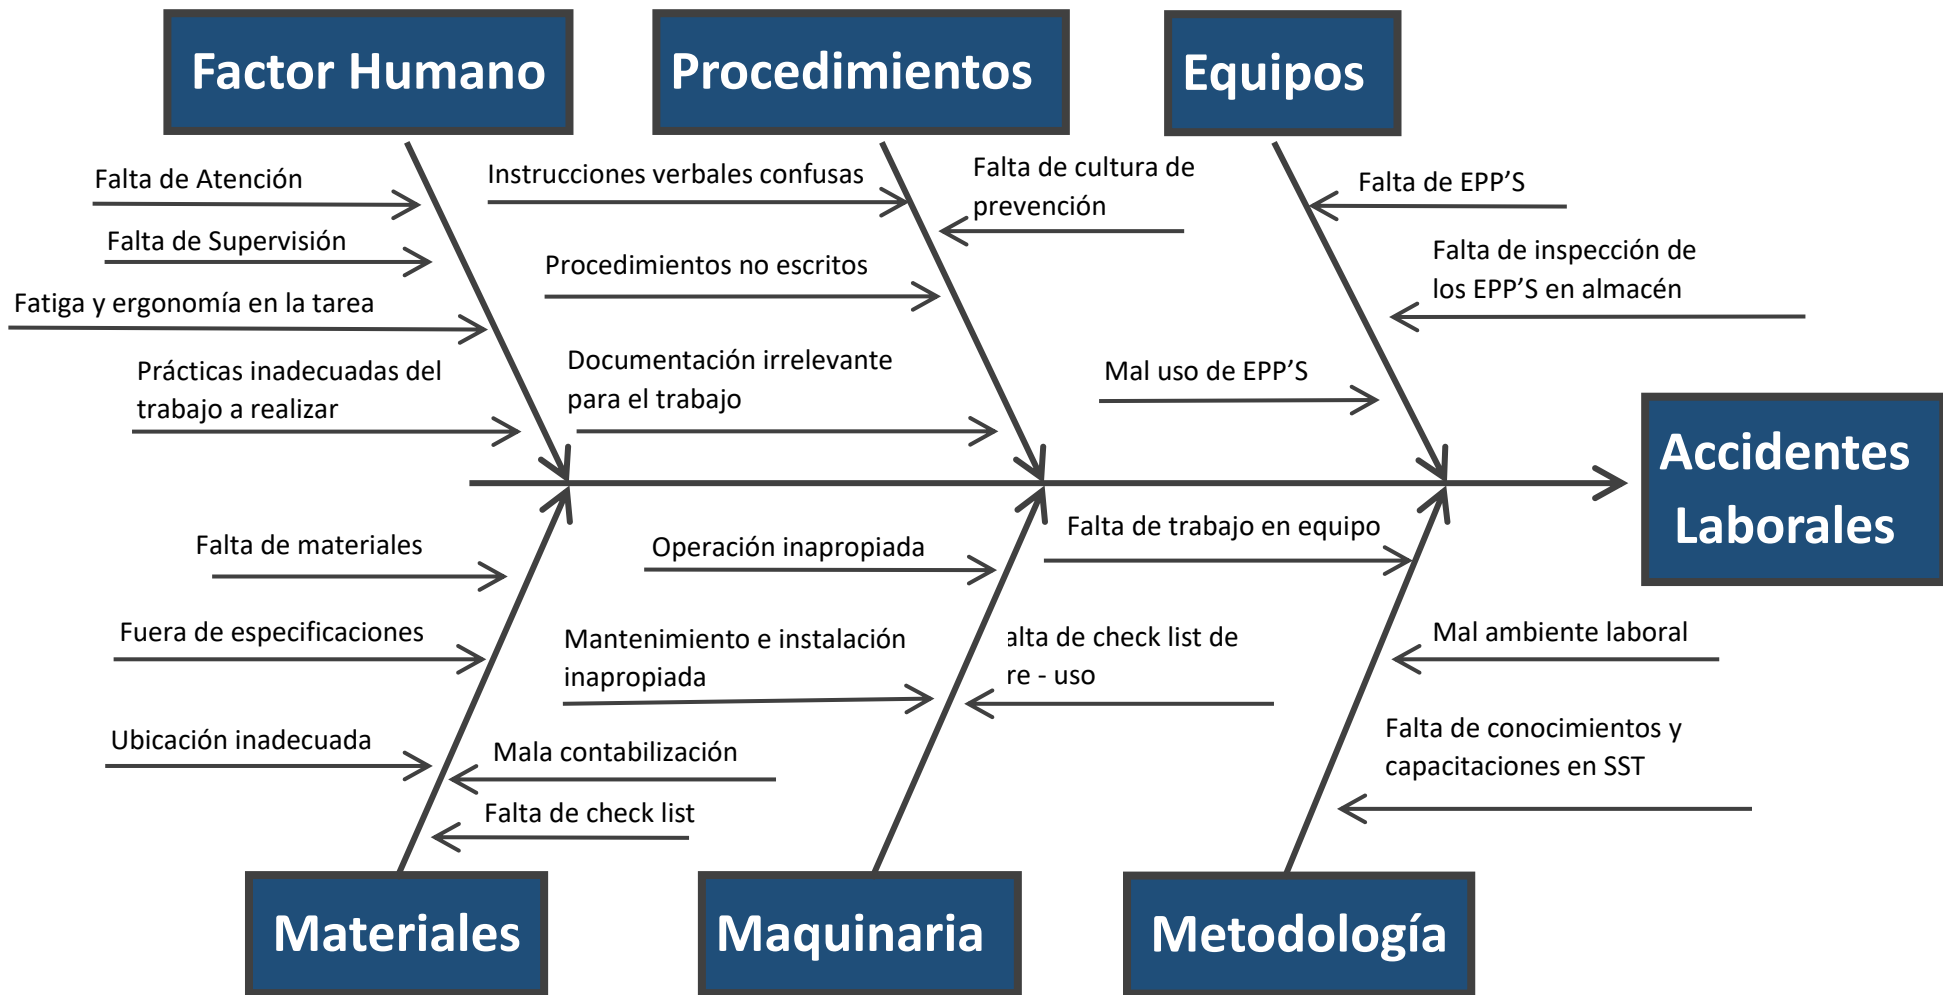 Factor Humano
Procedimientos
Equipos
Falta de Atención
Falta de Supervisión
Fatiga y ergonomía en la tarea
Prácticas inadecuadas del
trabajo a realizar
Instrucciones verbales confusas
Falta de cultura de
prevención
Procedimientos no escritos
Documentación irrelevante
para el trabajo
Falta de EPP’S
Falta de inspección de
los EPP’S en almacén
Mal uso de EPP’S
Accidentes
Laborales
Falta de materiales
Fuera de especificaciones
Ubicación inadecuada
Mala contabilización
Falta de check list
Operación inapropiada
Mantenimiento e instalación
inapropiada
alta de check list de
re - uso
Falta de trabajo en equipo
Mal ambiente laboral
Falta de conocimientos y
capacitaciones en SST
Materiales
Maquinaria
Metodología